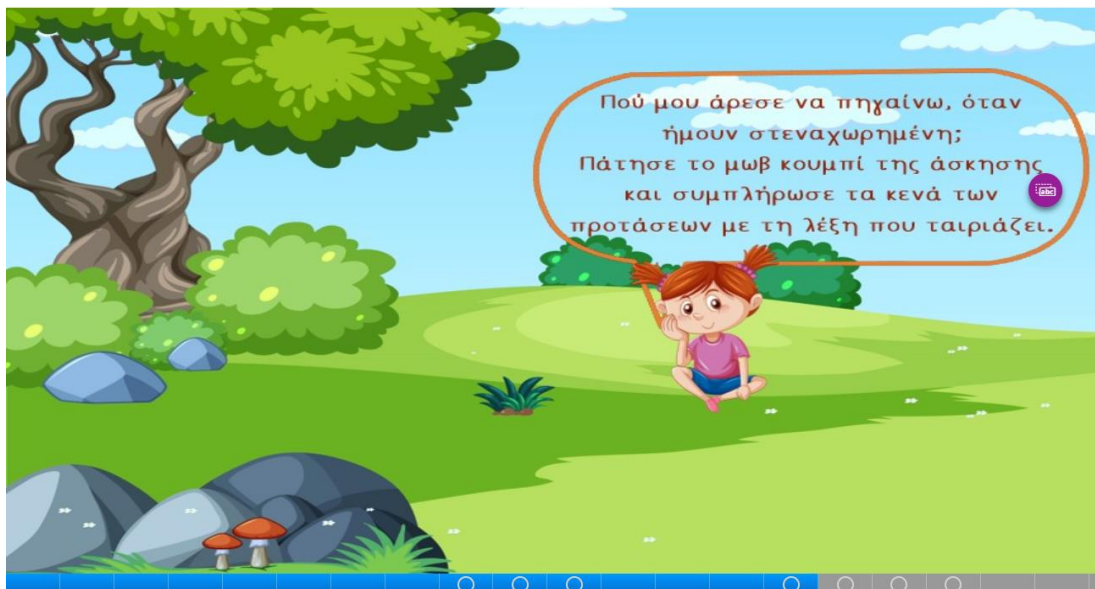 Πού μου άρεσε να πηγαίνω, όταν
ήμουν στεναχωρημένη;
Πάτησε το μωβ κουμπί της άσκησης
και συμπλήρωσε τα κενά των
προτάσεων με τη λέξη που ταιριάζει.
abc